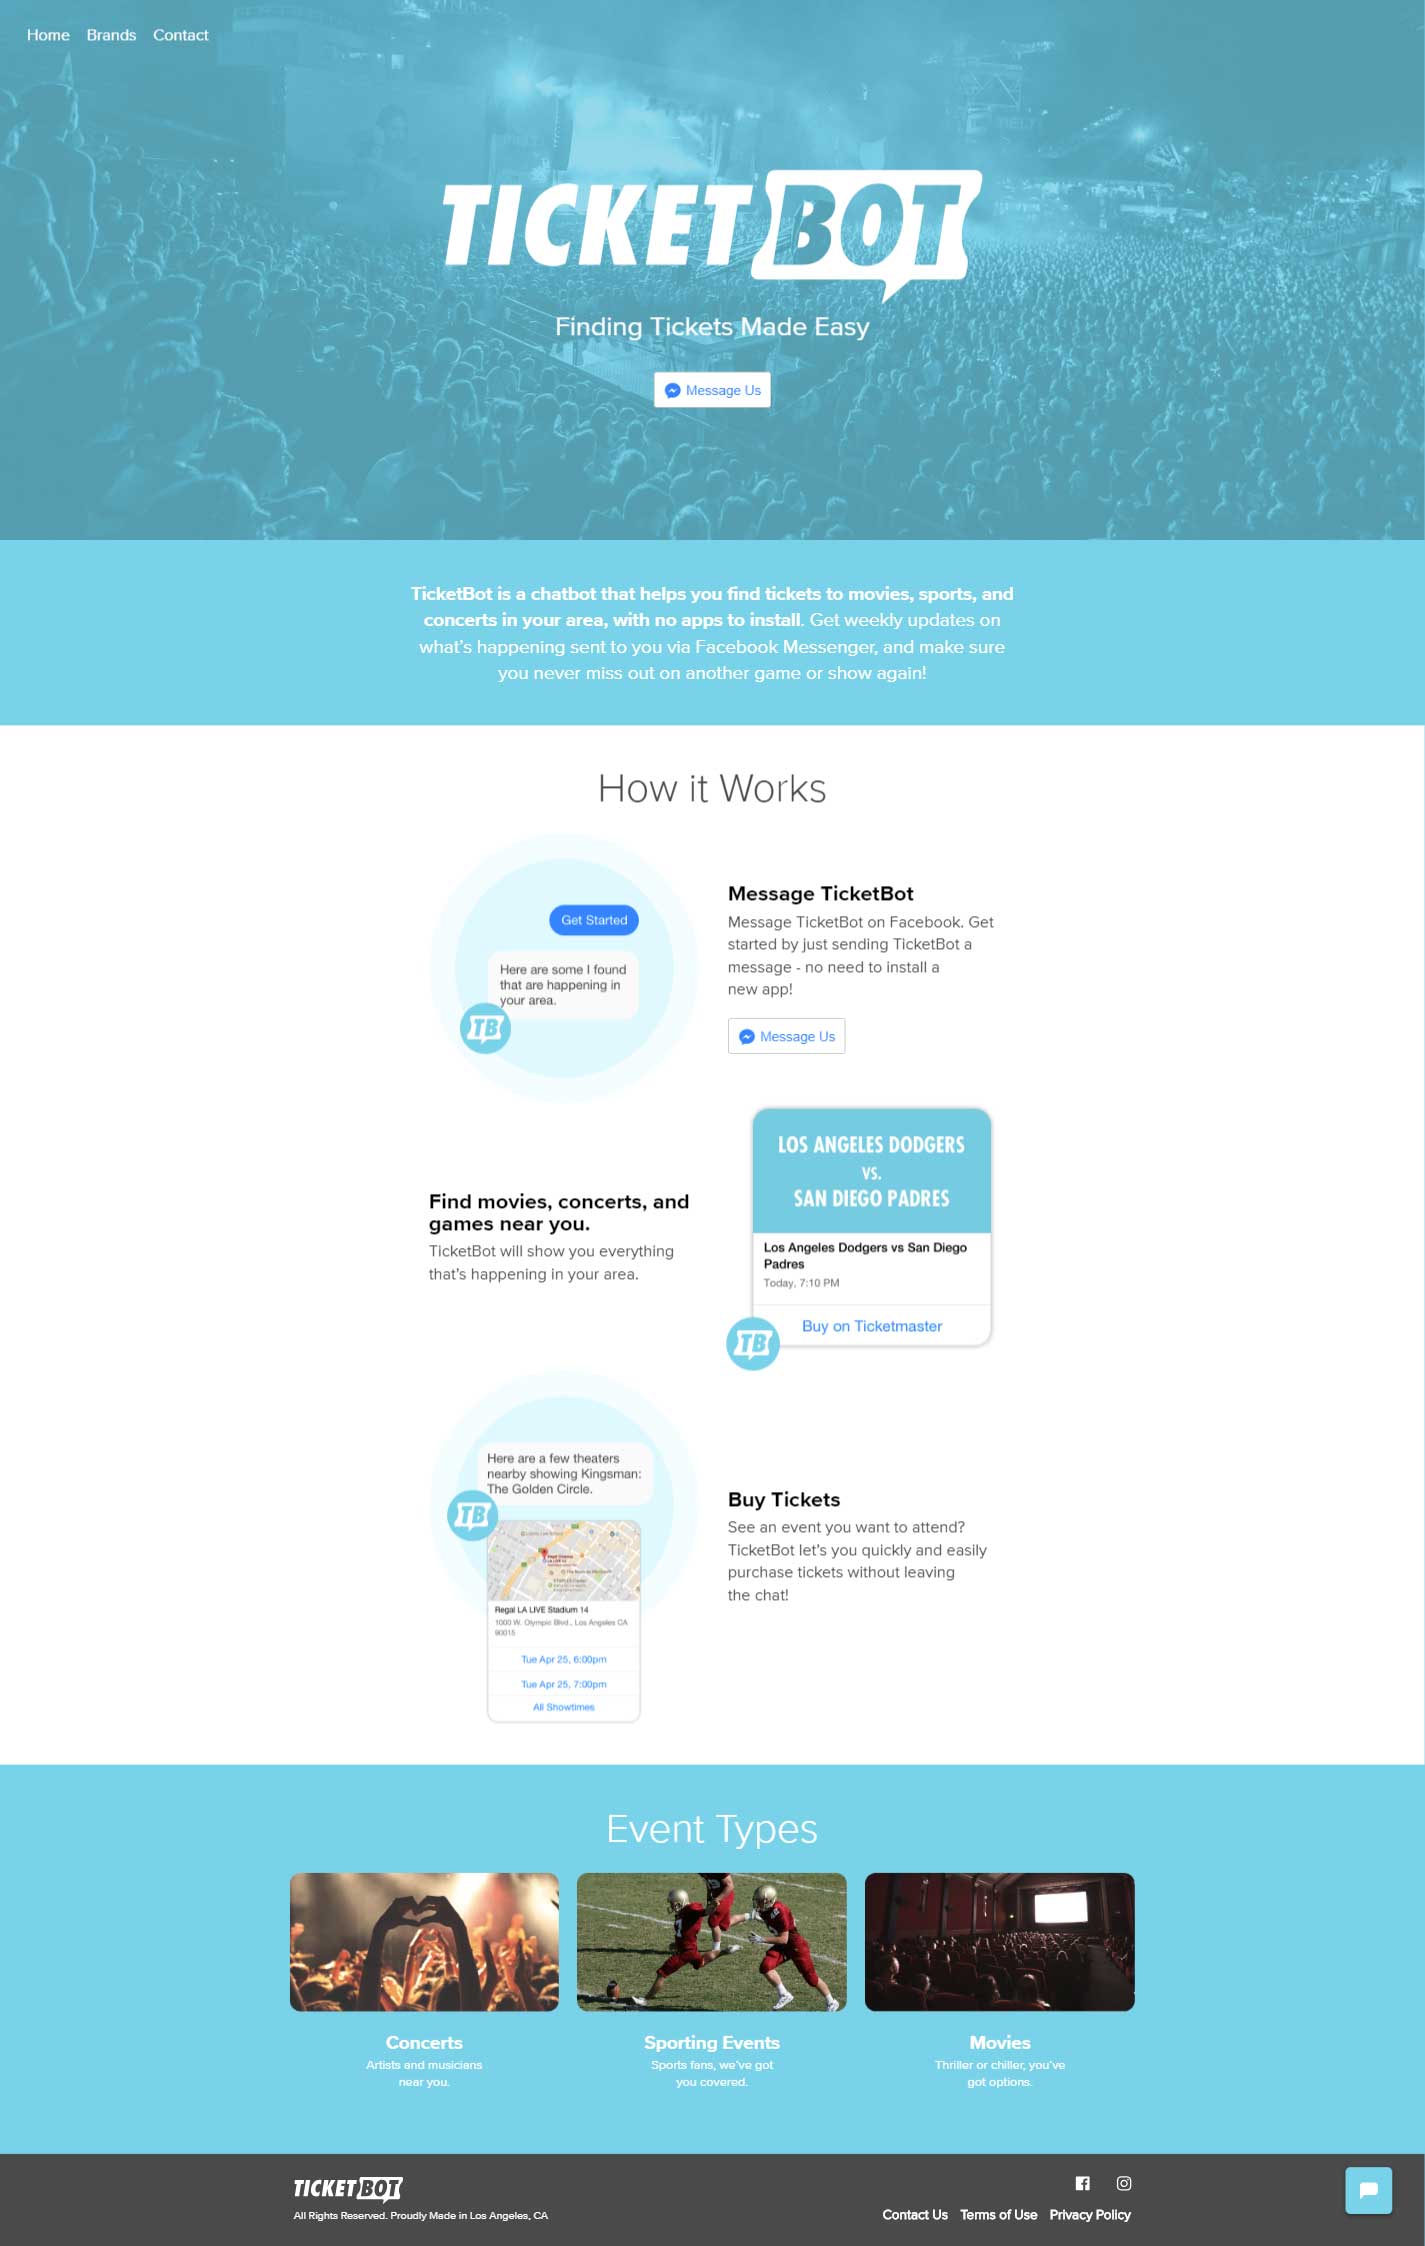 Home Brands Contact
TICKETBOT
Finding Tickets Made Easy
Message Us
TicketBot is a chatbot that helps you find tickets to movies, sports, and
concerts in your area, with no apps to install. Get weekly updates on
what's happening sent to you via Facebook Messenger, and make sure
you never miss out on another game or show again!
How it Works
Get Started
Here are some I found
that are happening in
your area.
TB
Message TicketBot
Message TicketBot on Facebook. Get
started by just sending TicketBot a
message - no need to install a
new app!
Message Us
Find movies, concerts, and
games near you.
TicketBot will show you everything
that's happening in your area.
LOS ANGELES DODGERS
VS.
SAN DIEGO PADRES
Los Angeles Dodgers vs San Diego
Padres
Today, 7:10 PM
Buy on Ticketmaster
TB
Here are a few theaters
nearby showing Kingsman:
The Golden Circle.
TB
Regal LA LIVE Stadium 14
1000 W. Olympic Blvd., Los Angeles CA
90015
Tue Apr 25, 6:00pm
Tue Apr 25, 7:00pm
All Showtimes
Buy Tickets
See an event you want to attend?
TicketBot let's you quickly and easily
purchase tickets without leaving
the chat!
Event Types
Concerts
Artists and musicians
near you.
Sporting Events
Sports fans, we've got
you covered.
Movies
Thriller or chiller, you've
got options.
TICKETBOT
All Rights Reserved. Proudly Made in Los Angeles, CA
Contact Us Terms of Use Privacy Policy